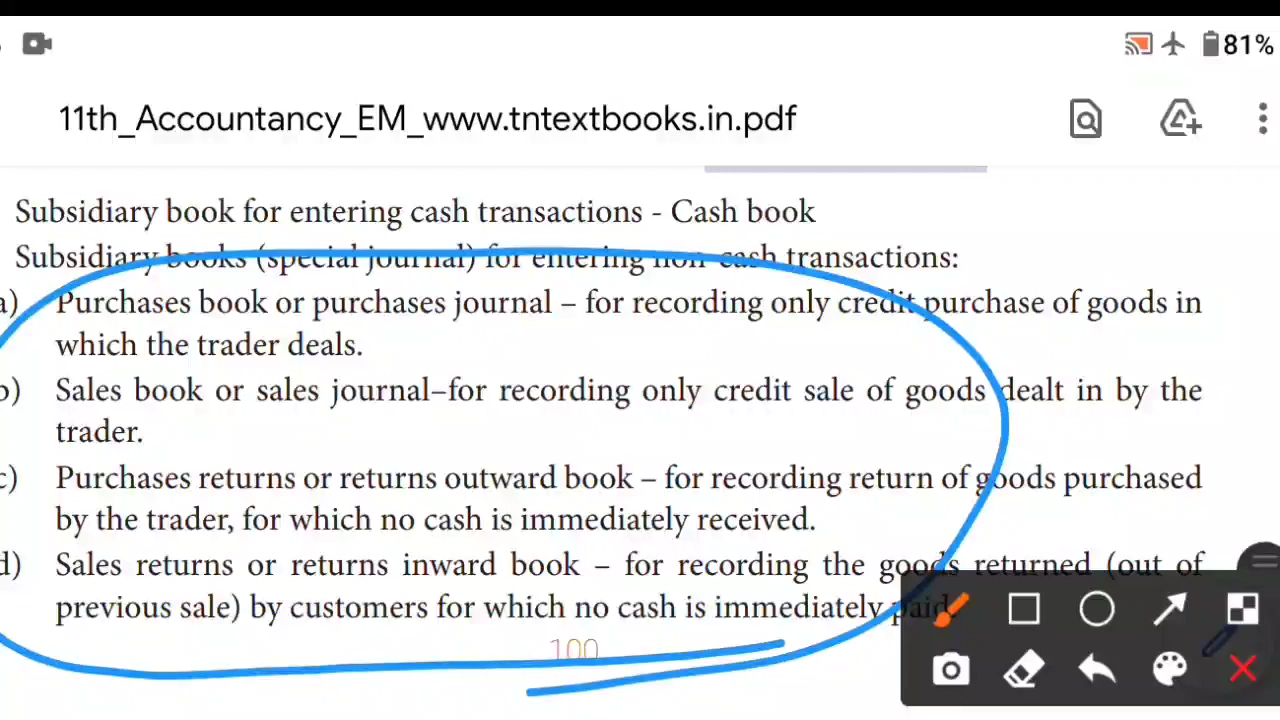 81%
11th_Accountancy_EM_www.tntextbooks.in.pdf
Subsidiary book for entering cash transactions - Cash book
Subsidiary books (special journal) for entering non-cash transactions:
a) Purchases book or purchases journal – for recording only credit purchase of goods in
which the trader deals.
b) Sales book or sales journal–for recording only credit sale of goods dealt in by the
trader.
c) Purchases returns or returns outward book – for recording return of goods purchased
by the trader, for which no cash is immediately received.
d) Sales returns or returns inward book – for recording the goods returned (out of
previous sale) by customers for which no cash is immediately paid.
100